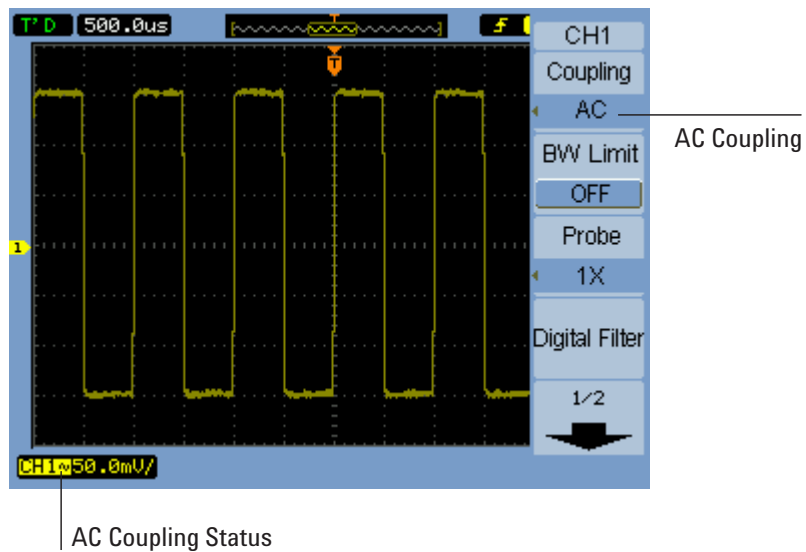 T'D 500.0us
T
CH1
Coupling
AC
AC Coupling
BW Limit
OFF
Probe
1X
Digital Filter
1/2
T
1
CH1~50.0mV/
AC Coupling Status